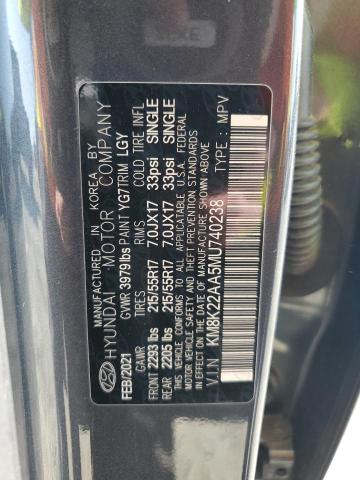 MANUFACTURED IN KOREA BY
HYUNDAI MOTOR COMPANY
FEB/2021 GVWR 3979lbs PAINT YG7 TRIM LGY
GAWR TIRES RIMS COLD TIRE INFL
FRONT 2293 lbs 215/55R17 7.0JX17 33psi SINGLE
REAR 2205 lbs 215/55R17 7.0JX17 33psi SINGLE
THIS VEHICLE CONFORMS TO ALL APPLICABLE U.S. FEDERAL
MOTOR VEHICLE SAFETY AND THEFT PREVENTION STANDARDS
IN EFFECT ON THE DATE OF MANUFACTURE SHOWN ABOVE
V.I.N: KM8K22AA5MU740238 TYPE: MPV